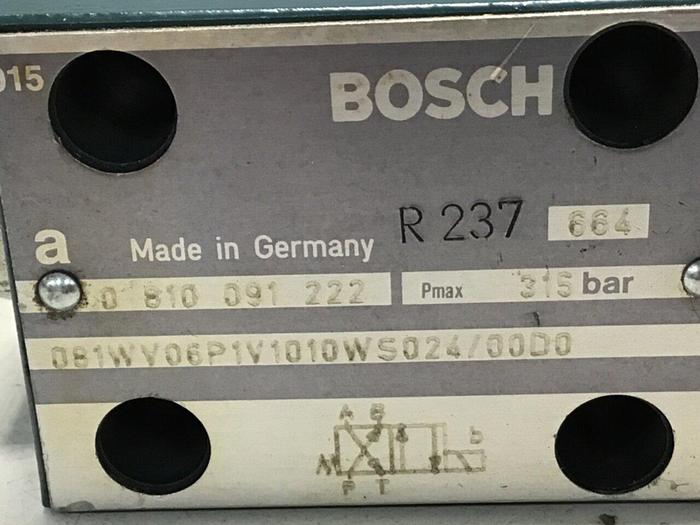 015
BOSCH
R 237 664
a
Made in Germany
0 810 091 222 Pmax 315 bar
081WV06P1V1010WS024/00D0
A B
b
P T